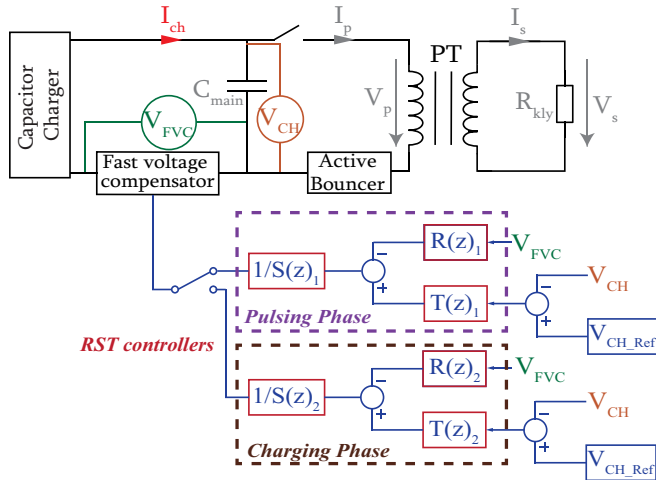 Capacitor
Charger
I_ch
I_p
I_s
PT
C_main
V_FVC
V_CH
V_p
R_kly
V_s
Fast voltage
compensator
Active
Bouncer
R(z)_1
V_FVC
1/S(z)_1
T(z)_1
V_CH
V_CH_Ref
Pulsing Phase
RST controllers
R(z)_2
V_FVC
1/S(z)_2
T(z)_2
V_CH
V_CH_Ref
Charging Phase